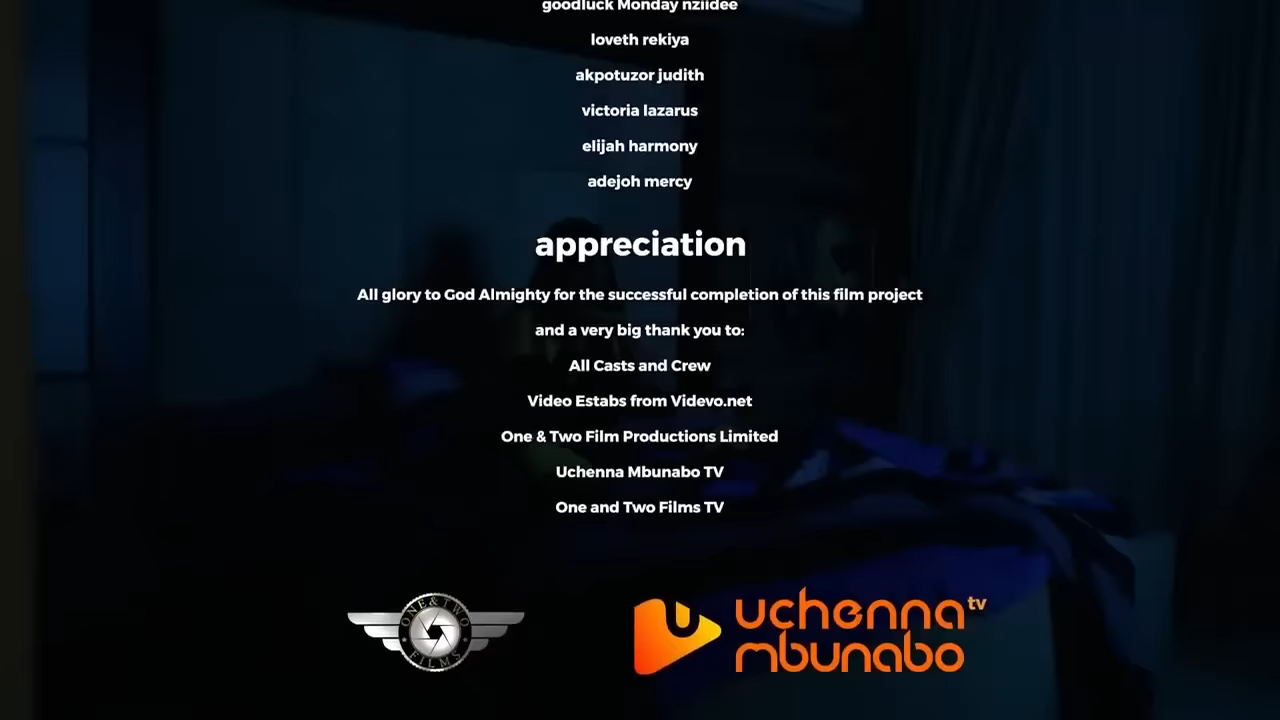 goodluck Monday nziidee
loveth rekiya
akpotuzor judith
victoria lazarus
elijah harmony
adejoh mercy
appreciation
All glory to God Almighty for the successful completion of this film project
and a very big thank you to:
All Casts and Crew
Video Estabs from Videvo.net
One & Two Film Productions Limited
Uchenna Mbunabo TV
One and Two Films TV
ONE & TWO
FILMS
uchenna tv
mbunabo